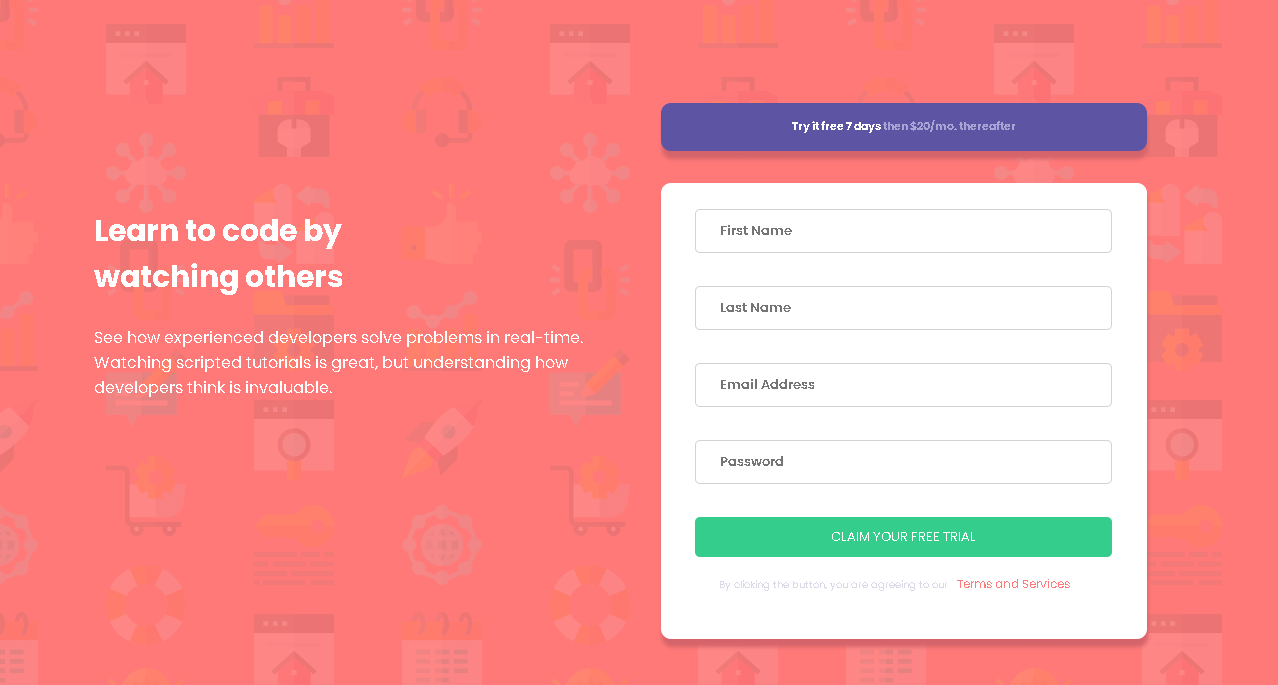 Learn to code by
watching others
See how experienced developers solve problems in real-time.
Watching scripted tutorials is great, but understanding how
developers think is invaluable.
Try it free 7 days then $20/mo. thereafter
First Name
Last Name
Email Address
Password
CLAIM YOUR FREE TRIAL
By clicking the button, you are agreeing to our Terms and Services